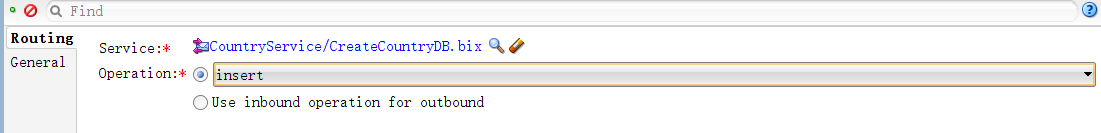 Find
Routing
General
Service:* CountryService/CreateCountryDB.bix
Operation:* insert
Use inbound operation for outbound